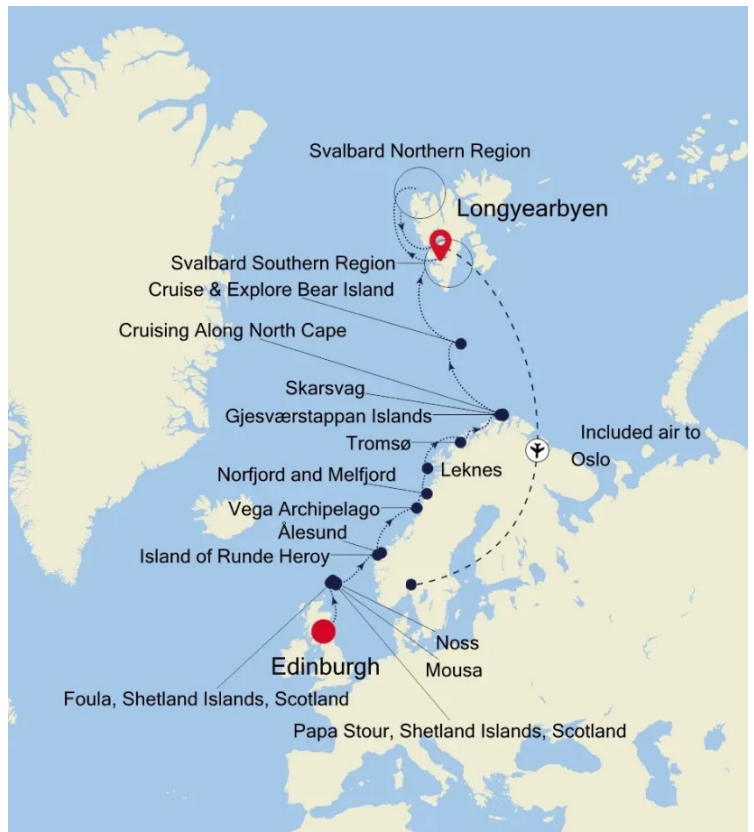 Svalbard Northern Region
Longyearbyen
Svalbard Southern Region
Cruise & Explore Bear Island
Cruising Along North Cape
Skarsvag
Gjesværstappan Islands
Included air to
Oslo
Tromsø
Leknes
Norfjord and Melfjord
Vega Archipelago
Ålesund
Island of Runde Heroy
Noss
Edinburgh
Mousa
Foula, Shetland Islands, Scotland
Papa Stour, Shetland Islands, Scotland